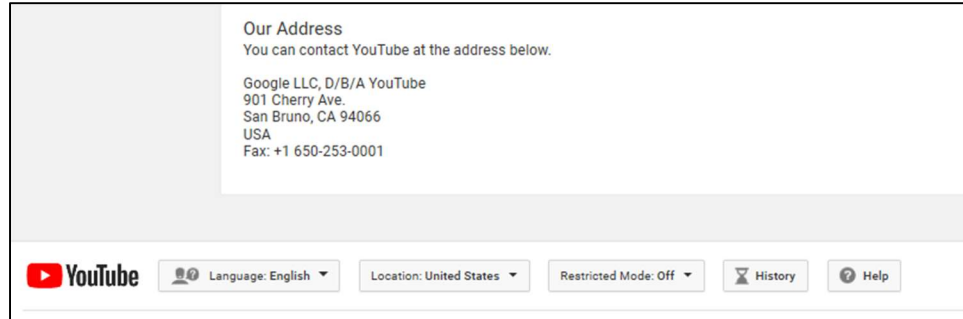 Our Address
You can contact YouTube at the address below.
Google LLC, D/B/A YouTube
901 Cherry Ave.
San Bruno, CA 94066
USA
Fax: +1 650-253-0001
YouTube Language: English Location: United States Restricted Mode: Off History Help